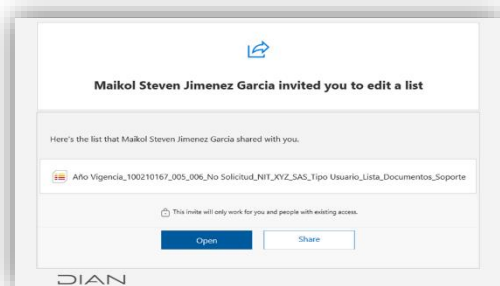 Maikol Steven Jimenez Garcia invited you to edit a list
Here's the list that Maikol Steven Jimenez Garcia shared with you.
Año Vigencia_100210167_005_006_No Solicitud_NIT_XYZ_SAS_Tipo Usuario_Lista_Documentos_Soporte
This invite will only work for you and people with existing access.
Open
Share
DIAN